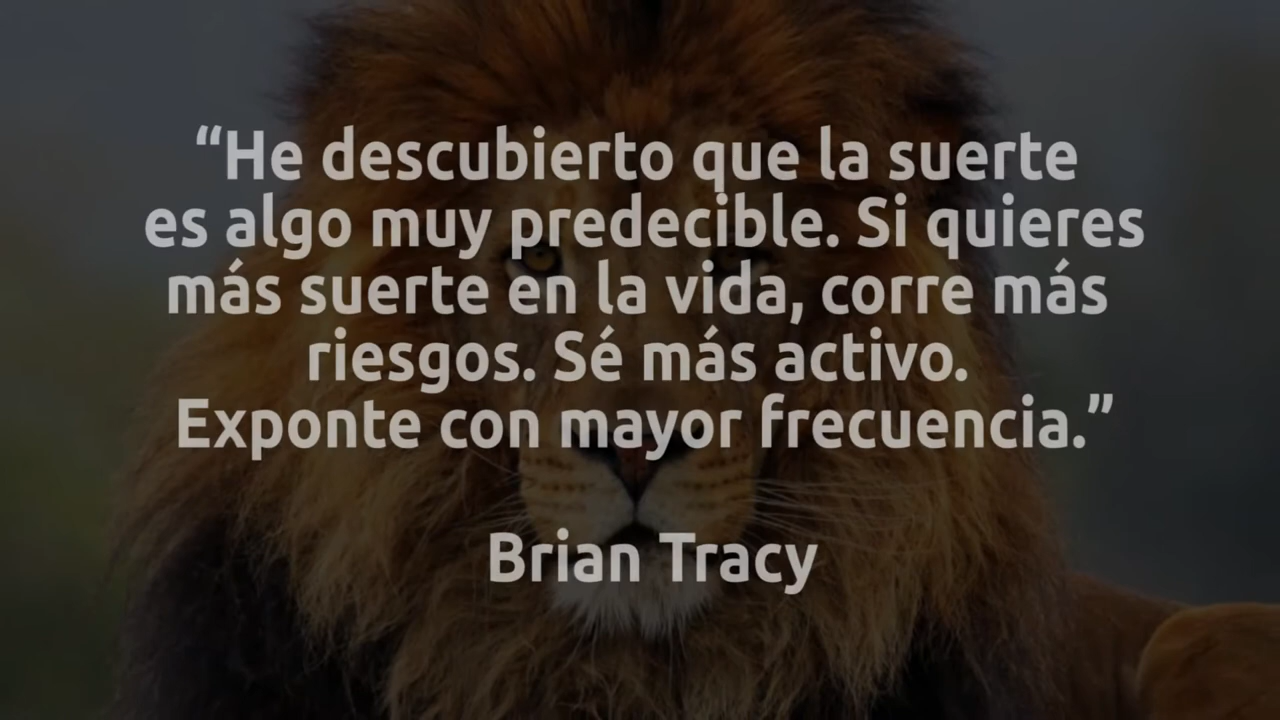 “He descubierto que la suerte
es algo muy predecible. Si quieres
más suerte en la vida, corre más
riesgos. Sé más activo.
Exponte con mayor frecuencia.”
Brian Tracy